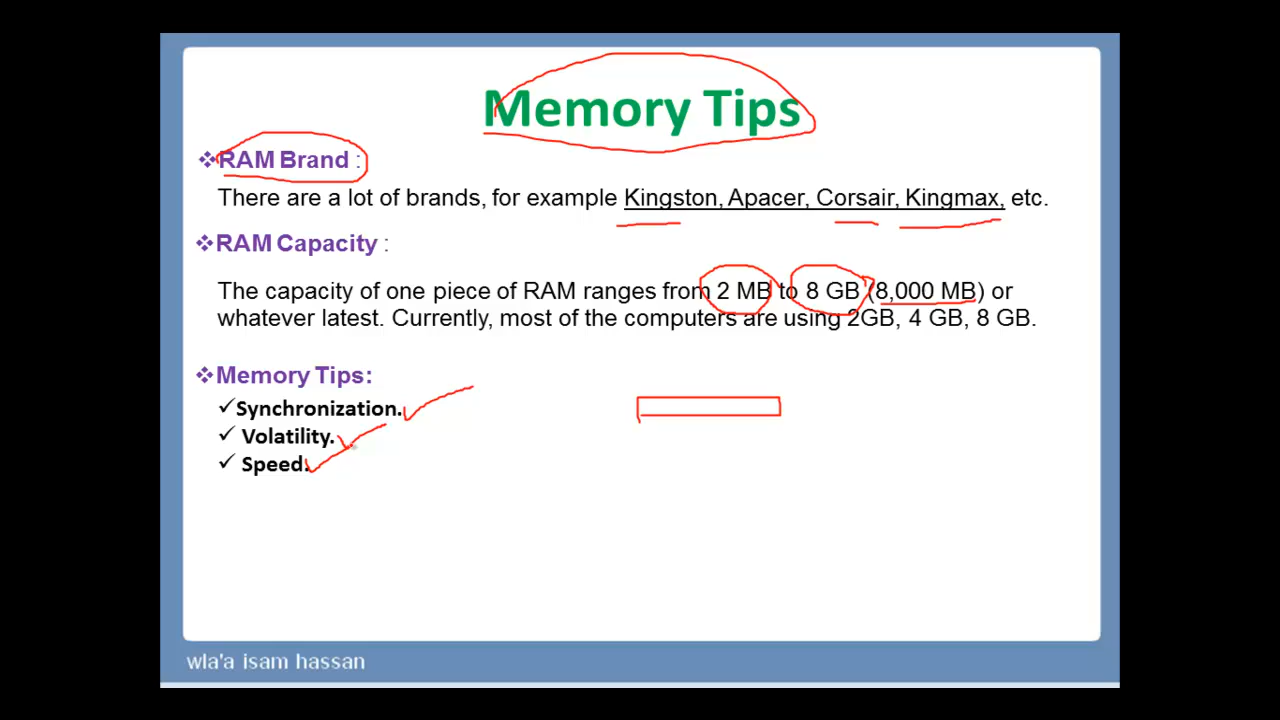 Memory Tips
❖RAM Brand :
There are a lot of brands, for example Kingston, Apacer, Corsair, Kingmax, etc.
❖RAM Capacity :
The capacity of one piece of RAM ranges from 2 MB to 8 GB (8,000 MB) or
whatever latest. Currently, most of the computers are using 2GB, 4 GB, 8 GB.
❖Memory Tips:
✓Synchronization.
✓ Volatility.
✓ Speed.
wla'a isam hassan